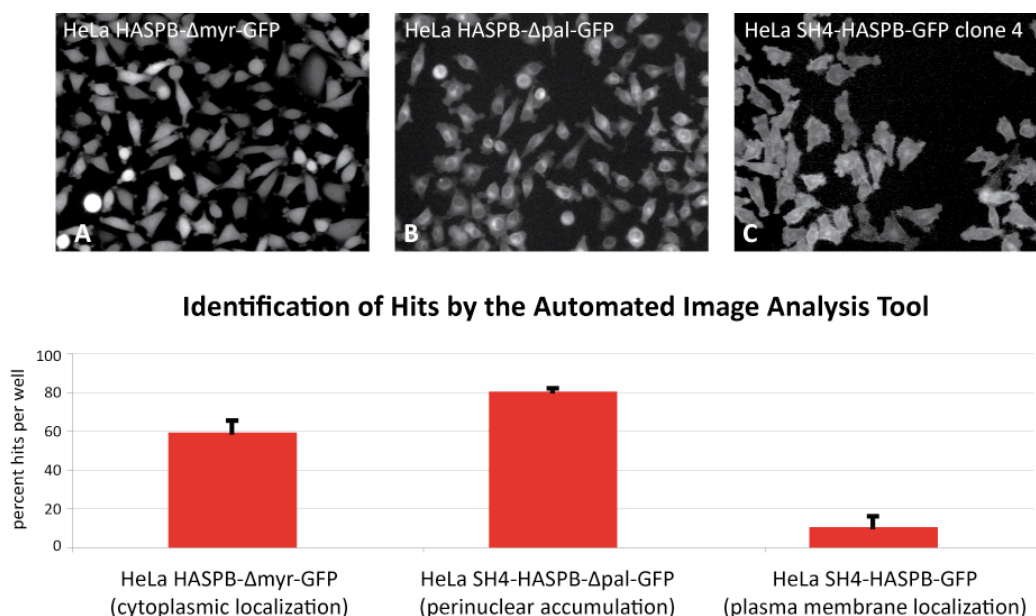 HeLa HASPB-Δmyr-GFP
A
HeLa HASPB-Δpal-GFP
B
HeLa SH4-HASPB-GFP clone 4
C
Identification of Hits by the Automated Image Analysis Tool
percent hits per well
100
80
60
40
20
0
HeLa HASPB-Δmyr-GFP
(cytoplasmic localization)
HeLa SH4-HASPB-Δpal-GFP
(perinuclear accumulation)
HeLa SH4-HASPB-GFP
(plasma membrane localization)